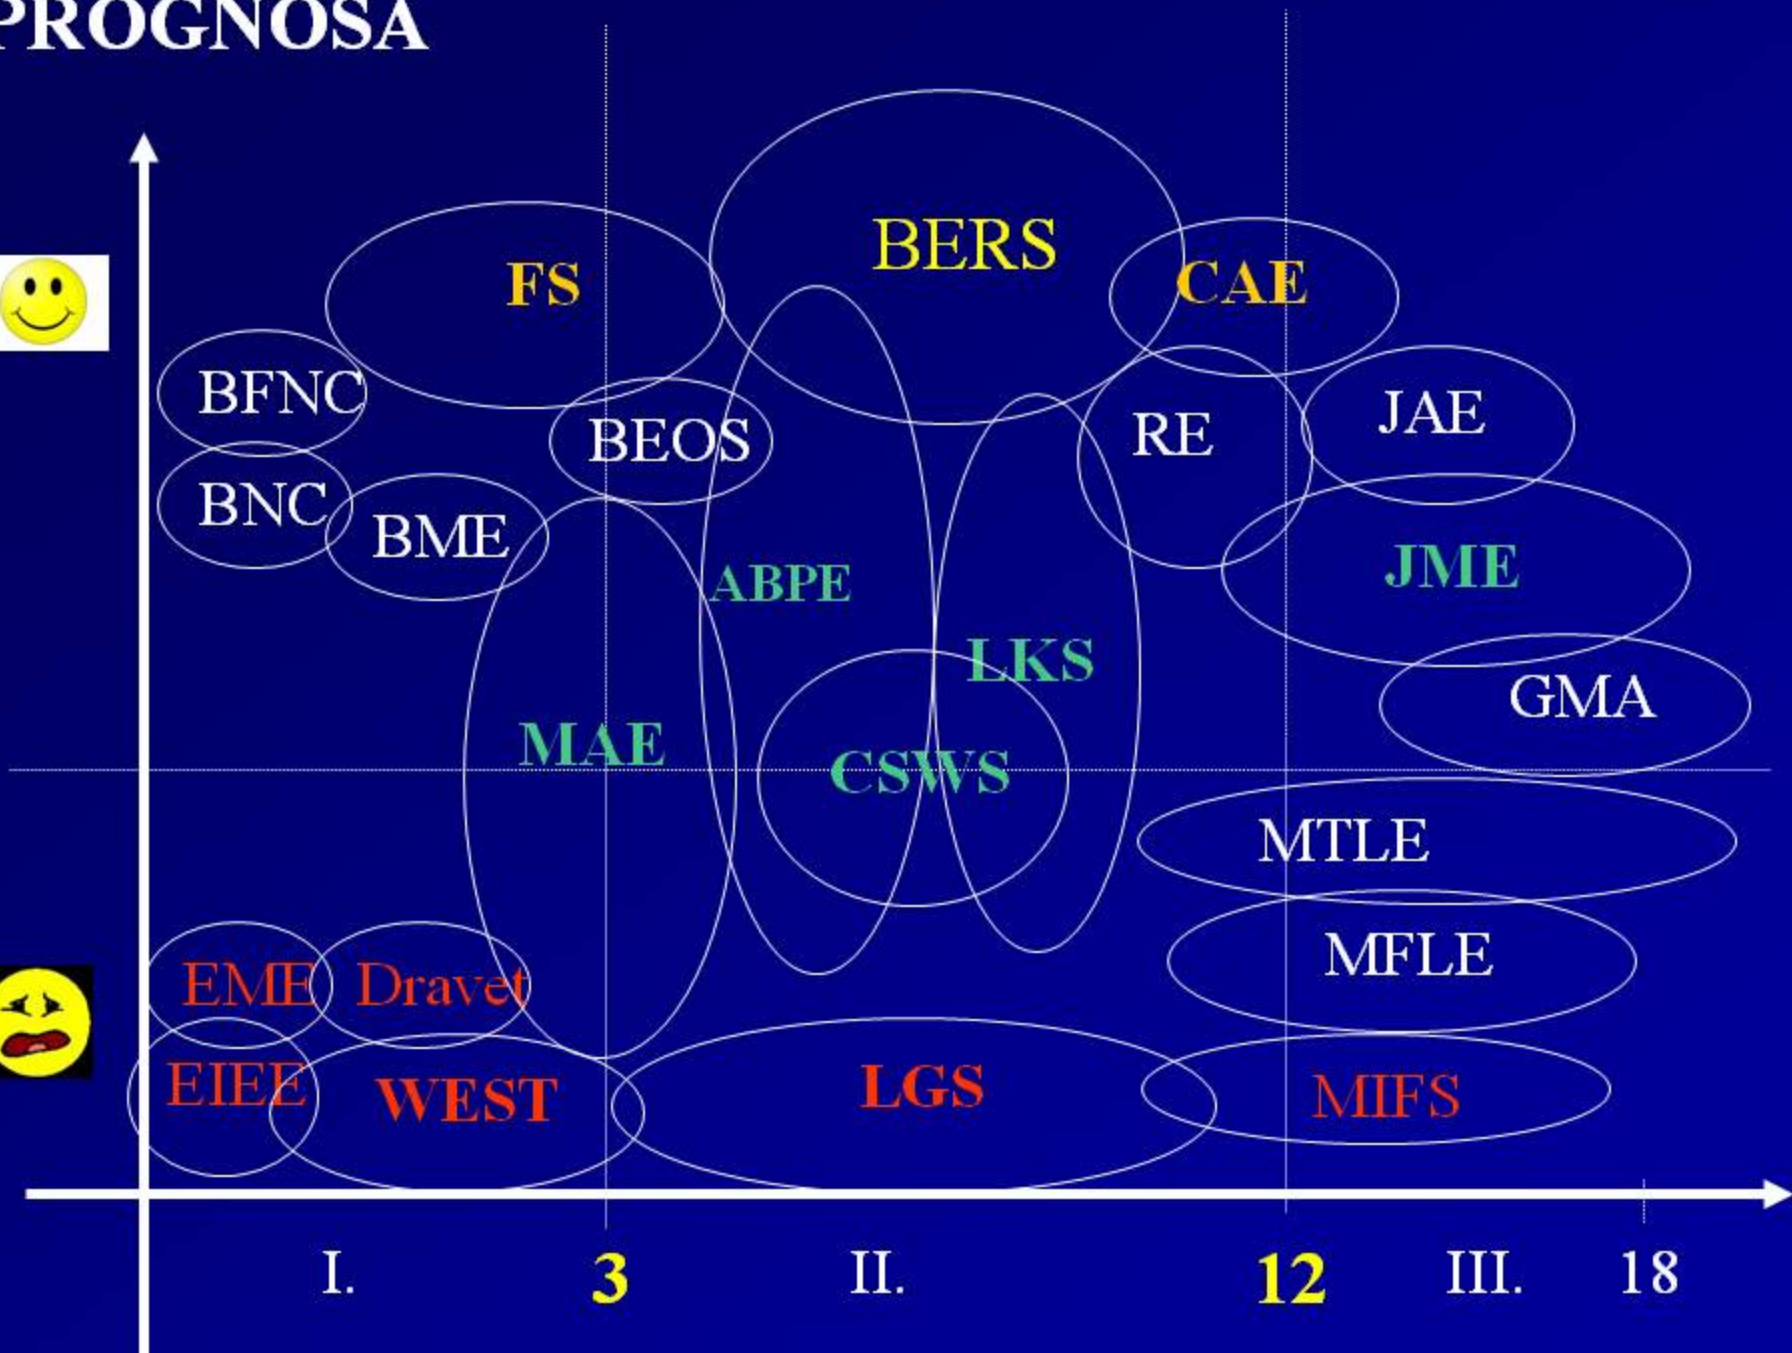 PROGNOSA
BERS
FS
CAE
BFNC
JAE
BEOS
RE
BNC
BME
JME
ABPE
LKS
GMA
MAE
CSWS
MTLE
MFLE
EME
Dravet
EIEE
WEST
LGS
MIFS
I.
3
II.
12
III.
18